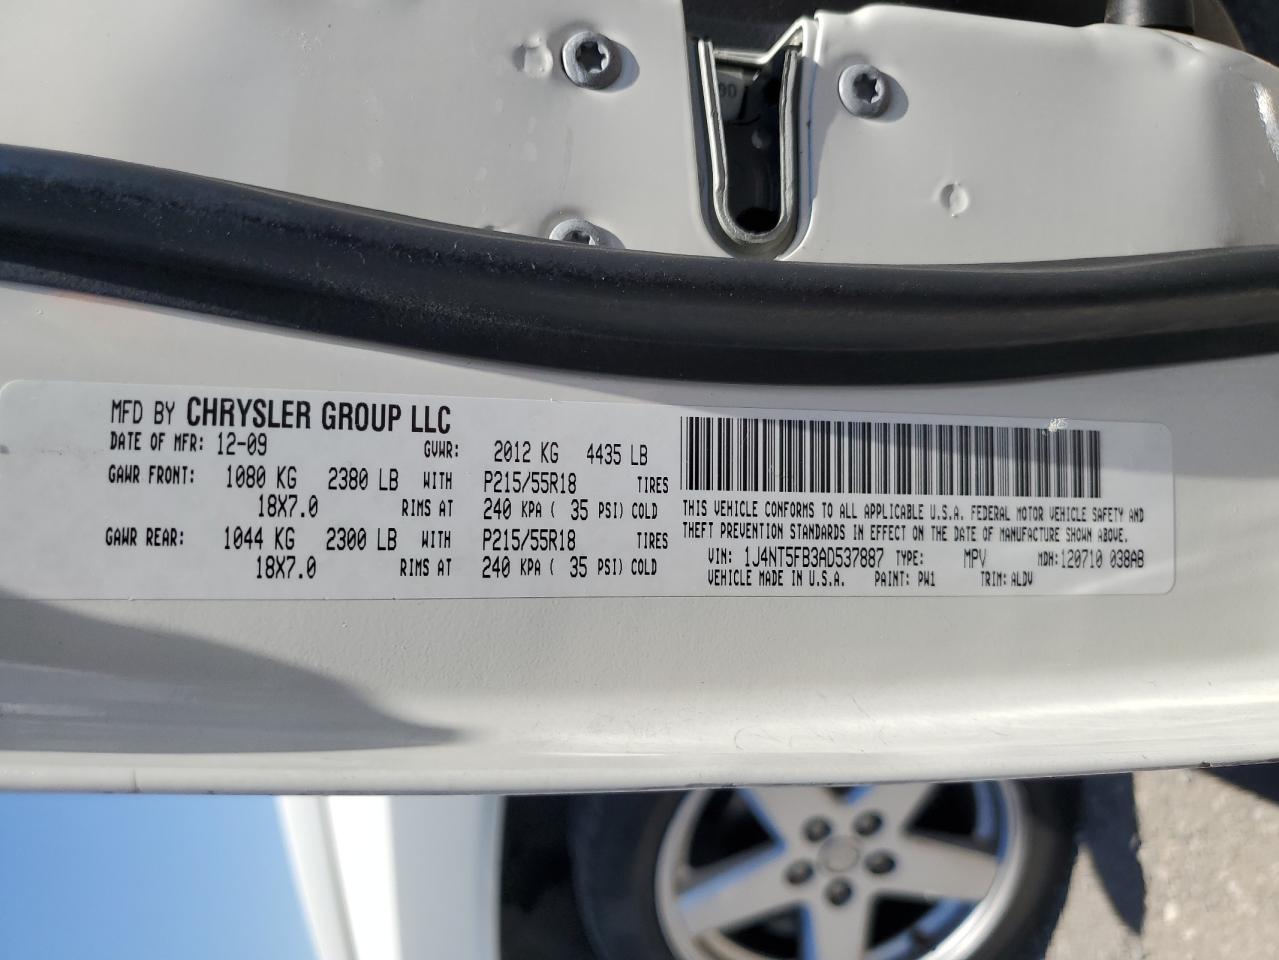 MFD BY CHRYSLER GROUP LLC
DATE OF MFR: 12-09 GVWR: 2012 KG 4435 LB
GAWR FRONT: 1080 KG 2380 LB WITH P215/55R18 TIRES
18X7.0 RIMS AT 240 KPA ( 35 PSI) COLD
GAWR REAR: 1044 KG 2300 LB WITH P215/55R18 TIRES
18X7.0 RIMS AT 240 KPA ( 35 PSI) COLD
THIS VEHICLE CONFORMS TO ALL APPLICABLE U.S.A. FEDERAL MOTOR VEHICLE SAFETY AND
THEFT PREVENTION STANDARDS IN EFFECT ON THE DATE OF MANUFACTURE SHOWN ABOVE.
VIN: 1J4NT5FB3AD537887 TYPE: MPV MDH: 120710 038AB
VEHICLE MADE IN U.S.A. PAINT: PW1 TRIM: ALDV